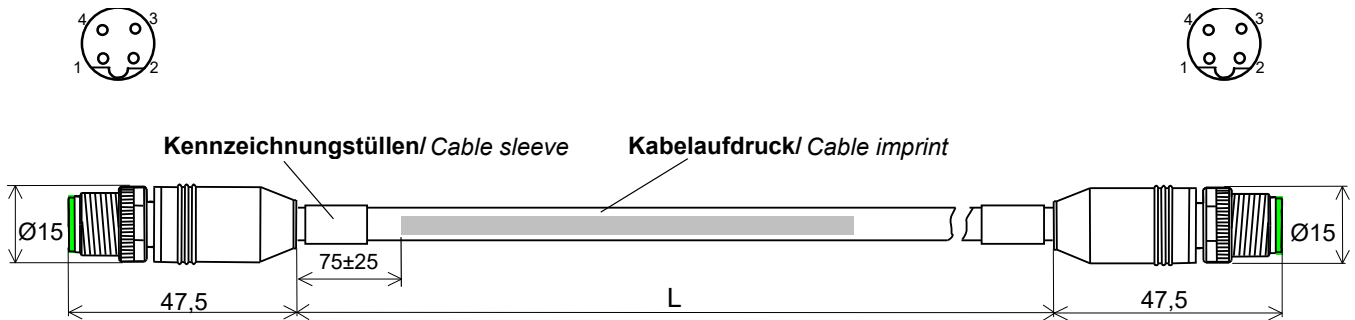 4 3
1 2
4 3
1 2
Kennzeichnungstüllen/ Cable sleeve
Kabelaufdruck/ Cable imprint
Ø15
Ø15
75±25
47,5
L
47,5